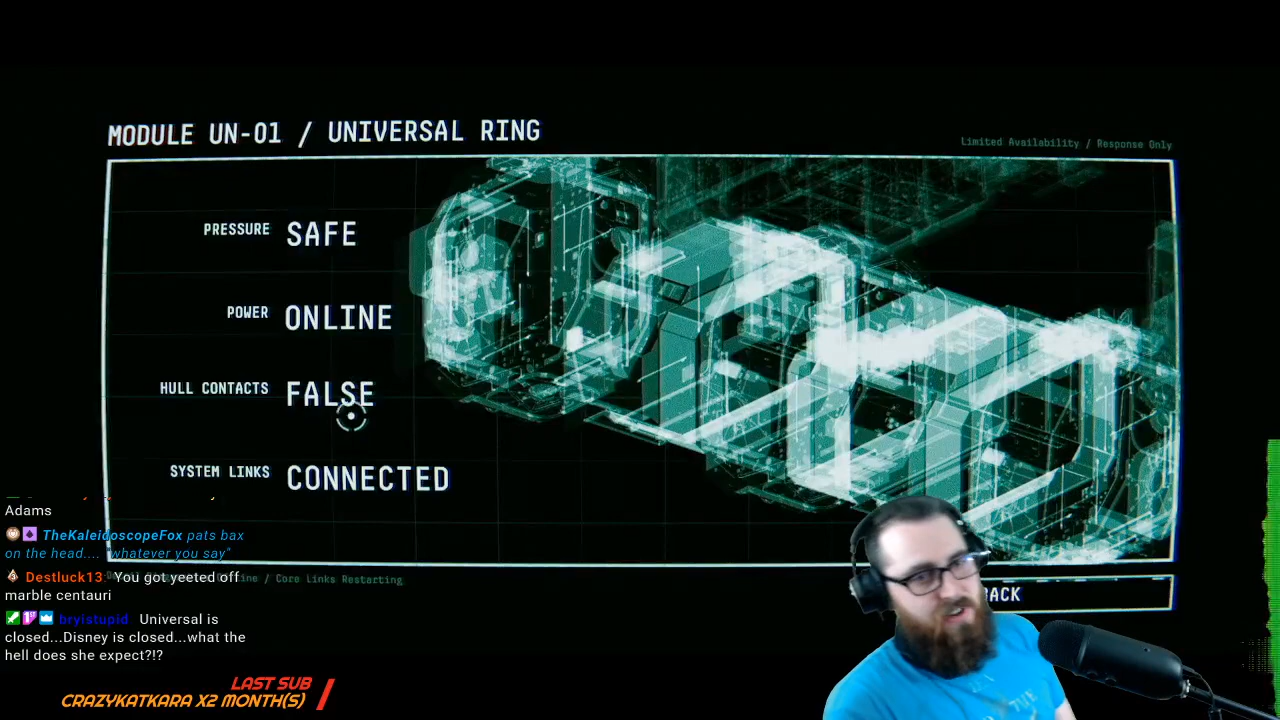 MODULE UN-01 / UNIVERSAL RING
Limited Availability / Response Only
PRESSURE SAFE
POWER ONLINE
HULL CONTACTS FALSE
SYSTEM LINKS CONNECTED
Adams
TheKaleidoscopeFox pats bax
on the head.... "whatever you say"
Destluck13: You got yeeted off
marble centauri
bryistupid Universal is
closed...Disney is closed...what the
hell does she expect?!?
/ Core Links Restarting
BACK
LAST SUB
CRAZYKATKARA X2 MONTH(S)